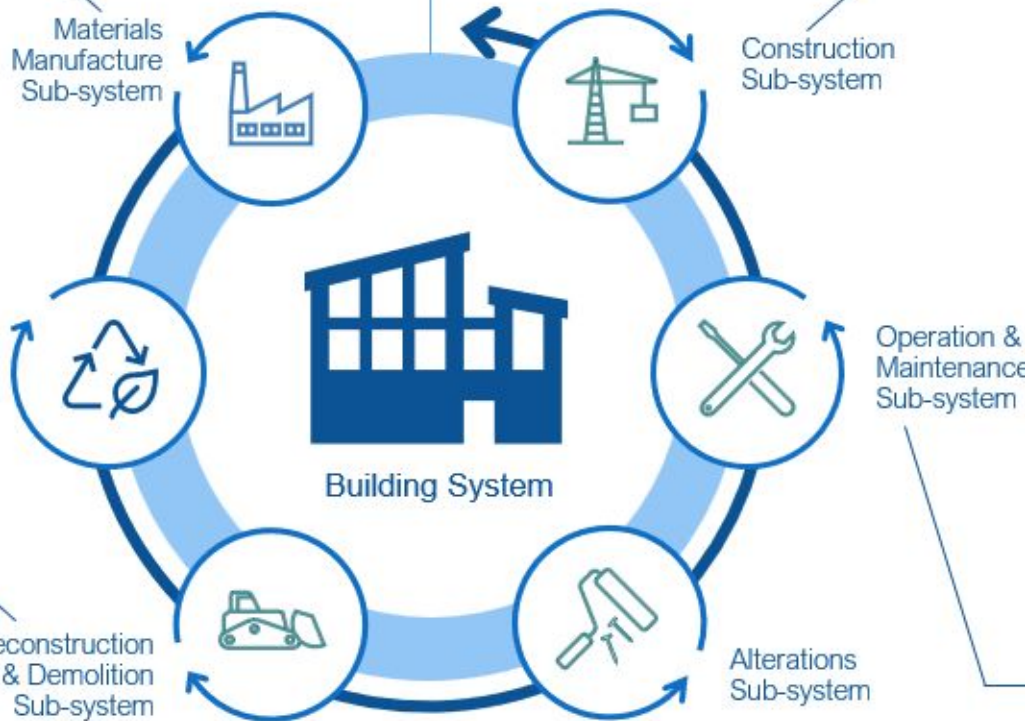 Materials
Manufacture
Sub-system
Construction
Sub-system
Operation &
Maintenance
Sub-system
Building System
econstruction
& Demolition
Sub-system
Alterations
Sub-system